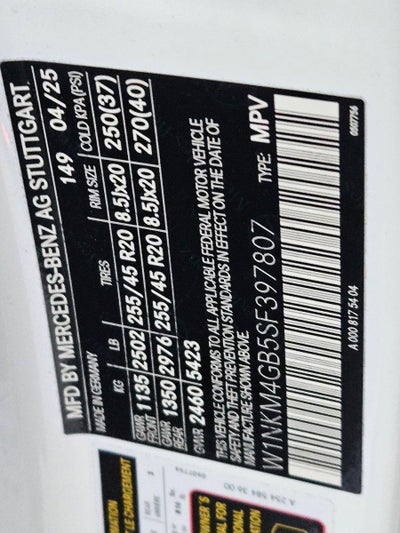 MFD BY MERCEDES-BENZ AG STUTTGART
MADE IN GERMANY 149 04/25
KG LB TIRES RIM SIZE COLD KPA (PSI)
GAWR FRONT 1135 2502 255/45 R20 8.5Jx20 250(37)
GAWR REAR 1350 2976 255/45 R20 8.5Jx20 270(40)
GVWR 2460 5423
THIS VEHICLE CONFORMS TO ALL APPLICABLE FEDERAL MOTOR VEHICLE
SAFETY AND THEFT PREVENTION STANDARDS IN EFFECT ON THE DATE OF
MANUFACTURE SHOWN ABOVE.
W1NKM4GB5SF397807 TYPE: MPV
A 000 817 54 04
0907756
A 254 584 36 00